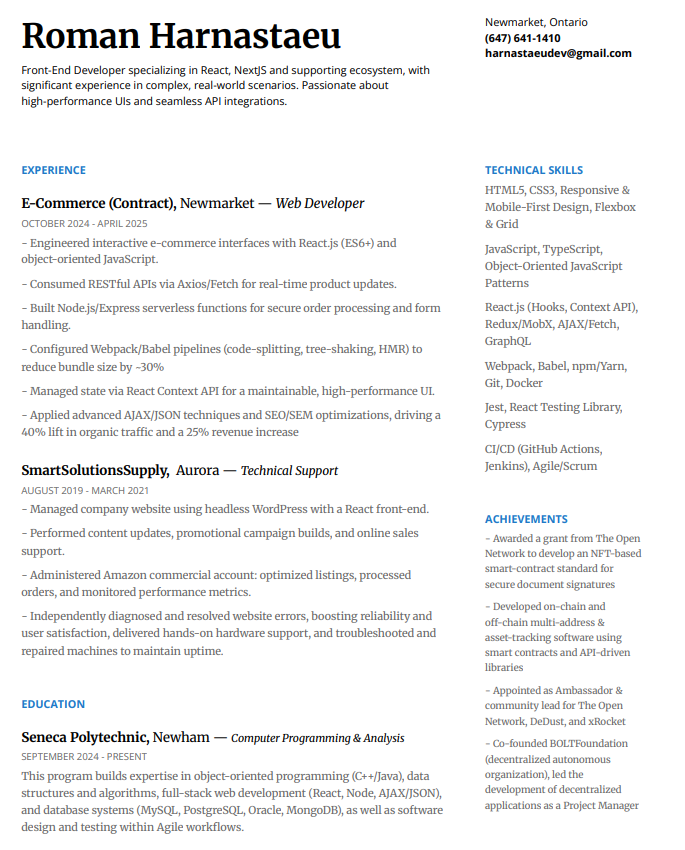 Roman Harnastaeu
Front-End Developer specializing in React, NextJS and supporting ecosystem, with
significant experience in complex, real-world scenarios. Passionate about
high-performance UIs and seamless API integrations.
Newmarket, Ontario
(647) 641-1410
harnastaeudev@gmail.com
EXPERIENCE
E-Commerce (Contract), Newmarket — Web Developer
OCTOBER 2024 - APRIL 2025
- Engineered interactive e-commerce interfaces with React.js (ES6+) and
object-oriented JavaScript.
- Consumed RESTful APIs via Axios/Fetch for real-time product updates.
- Built Node.js/Express serverless functions for secure order processing and form
handling.
- Configured Webpack/Babel pipelines (code-splitting, tree-shaking, HMR) to
reduce bundle size by ~30%
- Managed state via React Context API for a maintainable, high-performance UI.
- Applied advanced AJAX/JSON techniques and SEO/SEM optimizations, driving a
40% lift in organic traffic and a 25% revenue increase
SmartSolutionsSupply, Aurora — Technical Support
AUGUST 2019 - MARCH 2021
- Managed company website using headless WordPress with a React front-end.
- Performed content updates, promotional campaign builds, and online sales
support.
- Administered Amazon commercial account: optimized listings, processed
orders, and monitored performance metrics.
- Independently diagnosed and resolved website errors, boosting reliability and
user satisfaction, delivered hands-on hardware support, and troubleshooted and
repaired machines to maintain uptime.
EDUCATION
Seneca Polytechnic, Newham — Computer Programming & Analysis
SEPTEMBER 2024 - PRESENT
This program builds expertise in object-oriented programming (C++/Java), data
structures and algorithms, full-stack web development (React, Node, AJAX/JSON),
and database systems (MySQL, PostgreSQL, Oracle, MongoDB), as well as software
design and testing within Agile workflows.
TECHNICAL SKILLS
HTML5, CSS3, Responsive &
Mobile-First Design, Flexbox
& Grid
JavaScript, TypeScript,
Object-Oriented JavaScript
Patterns
React.js (Hooks, Context API),
Redux/MobX, AJAX/Fetch,
GraphQL
Webpack, Babel, npm/Yarn,
Git, Docker
Jest, React Testing Library,
Cypress
CI/CD (GitHub Actions,
Jenkins), Agile/Scrum
ACHIEVEMENTS
- Awarded a grant from The Open
Network to develop an NFT-based
smart-contract standard for
secure document signatures
- Developed on-chain and
off-chain multi-address &
asset-tracking software using
smart contracts and API-driven
libraries
- Appointed as Ambassador &
community lead for The Open
Network, DeDust, and xRocket
- Co-founded BOLTFoundation
(decentralized autonomous
organization), led the
development of decentralized
applications as a Project Manager